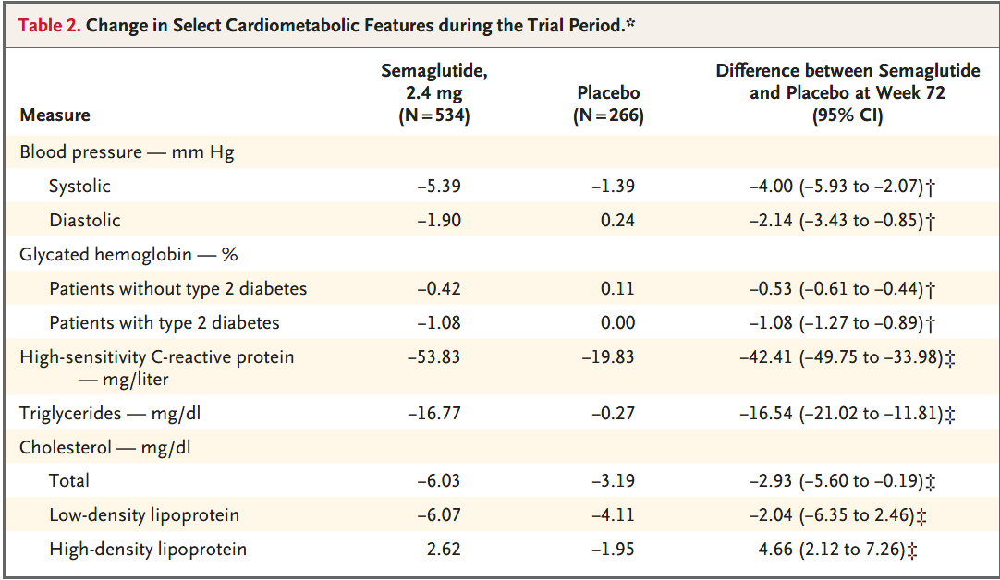 Table 2. Change in Select Cardiometabolic Features during the Trial Period.*
Measure Semaglutide, 2.4 mg (N=534) Placebo (N=266) Difference between Semaglutide and Placebo at Week 72 (95% CI)
Blood pressure — mm Hg
Systolic –5.39 –1.39 –4.00 (–5.93 to –2.07)†
Diastolic –1.90 0.24 –2.14 (–3.43 to –0.85)†
Glycated hemoglobin — %
Patients without type 2 diabetes –0.42 0.11 –0.53 (–0.61 to –0.44)†
Patients with type 2 diabetes –1.08 0.00 –1.08 (–1.27 to –0.89)†
High-sensitivity C-reactive protein –53.83 –19.83 –42.41 (–49.75 to –33.98)‡
— mg/liter
Triglycerides — mg/dl –16.77 –0.27 –16.54 (–21.02 to –11.81)‡
Cholesterol — mg/dl
Total –6.03 –3.19 –2.93 (–5.60 to –0.19)‡
Low-density lipoprotein –6.07 –4.11 –2.04 (–6.35 to 2.46)‡
High-density lipoprotein 2.62 –1.95 4.66 (2.12 to 7.26)‡